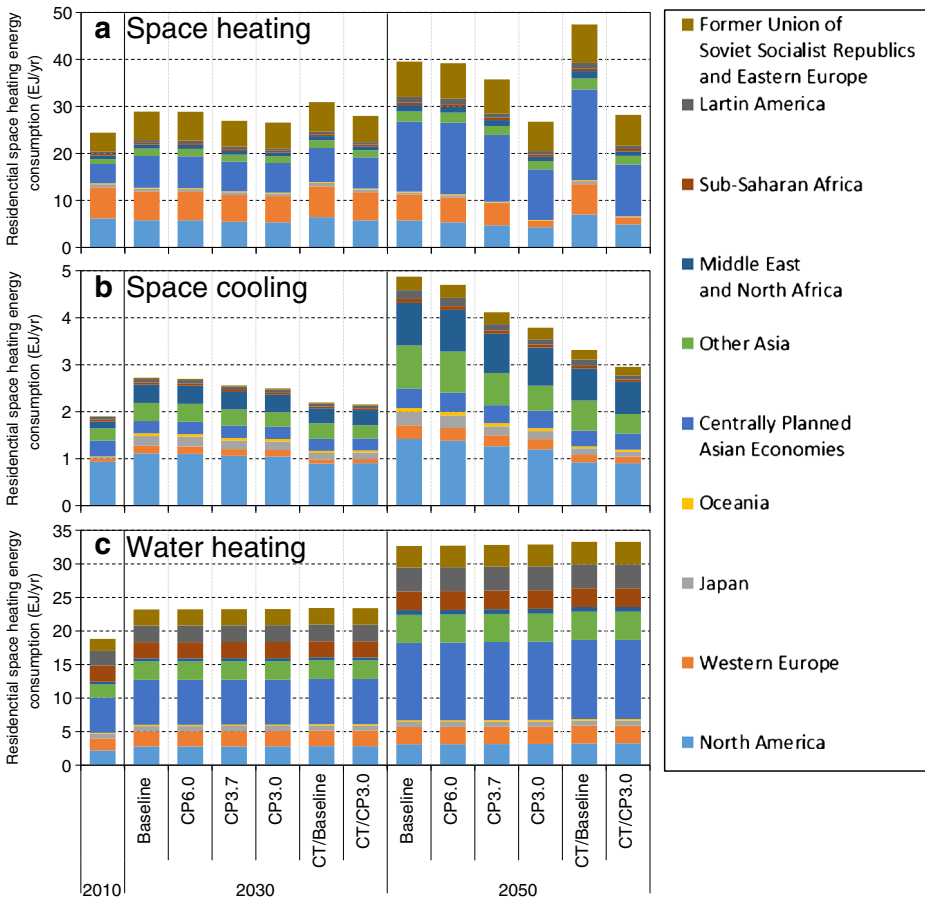 a Space heating
Residenctial space heating energy
consumption (EJ/yr)
50
40
30
20
10
0
b Space cooling
Residenctial space heating energy
consumption (EJ/yr)
5
4
3
2
1
0
c Water heating
Residenctial space heating energy
consumption (EJ/yr)
35
30
25
20
15
10
5
0
Baseline
CP6.0
CP3.7
CP3.0
CT/Baseline
CT/CP3.0
Baseline
CP6.0
CP3.7
CP3.0
CT/Baseline
CT/CP3.0
2010
2030
2050
Former Union of
Soviet Socialist Republics
and Eastern Europe
Lartin America
Sub-Saharan Africa
Middle East
and North Africa
Other Asia
Centrally Planned
Asian Economies
Oceania
Japan
Western Europe
North America